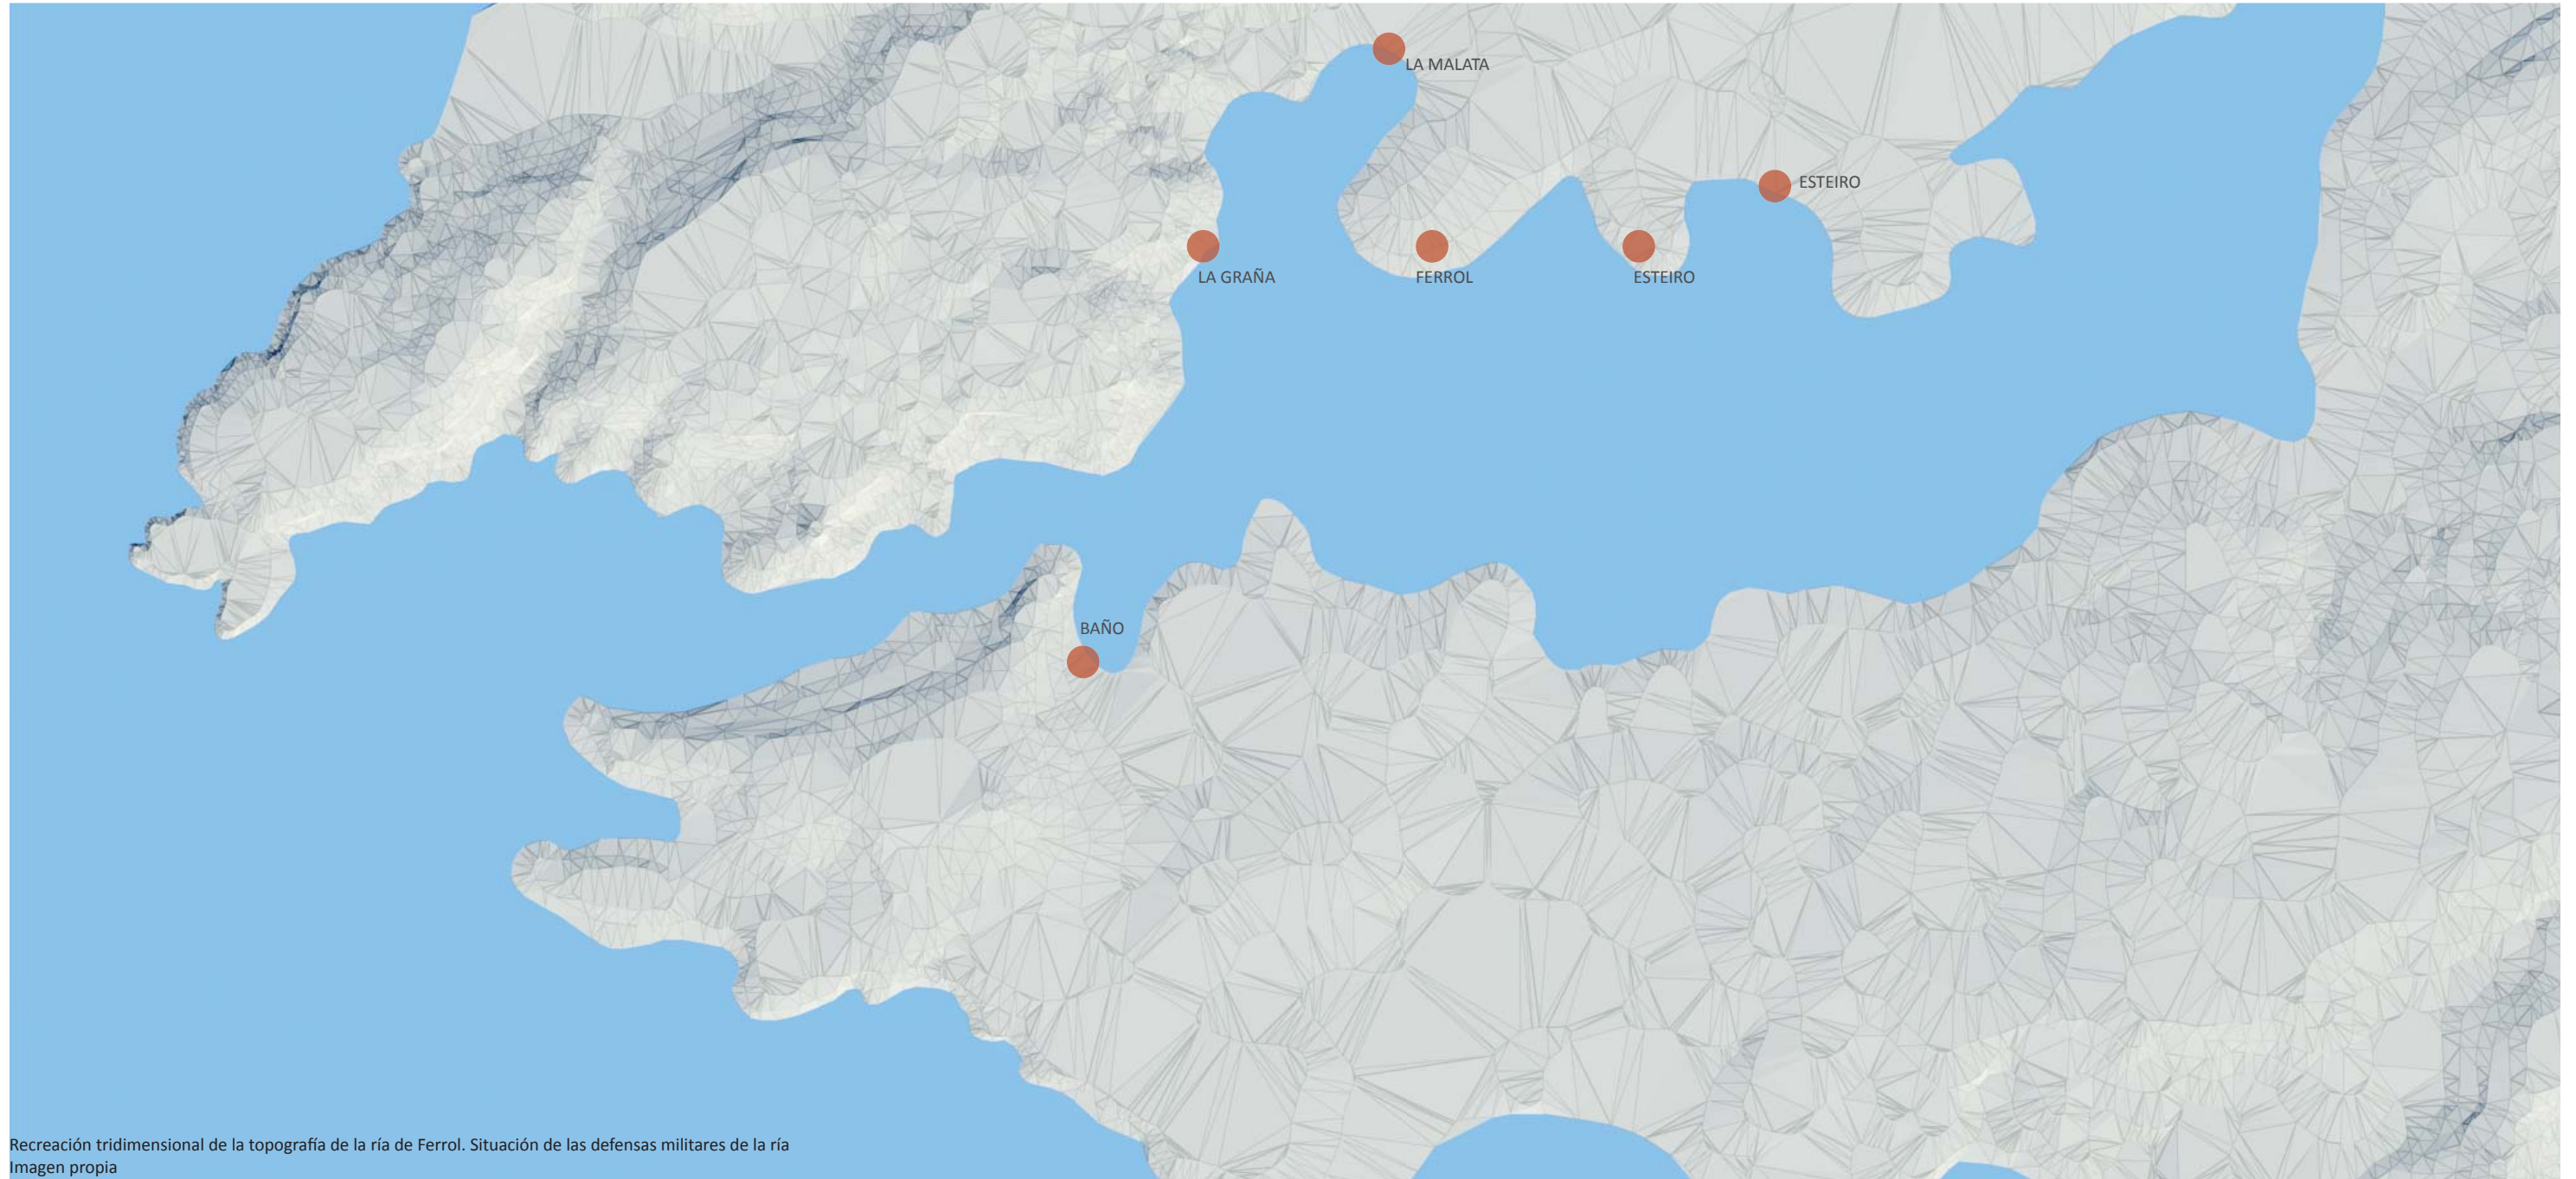 LA MALATA
ESTEIRO
LA GRAÑA
FERROL
ESTEIRO
BAÑO
Recreación tridimensional de la topografía de la ría de Ferrol. Situación de las defensas militares de la ría
Imagen propia